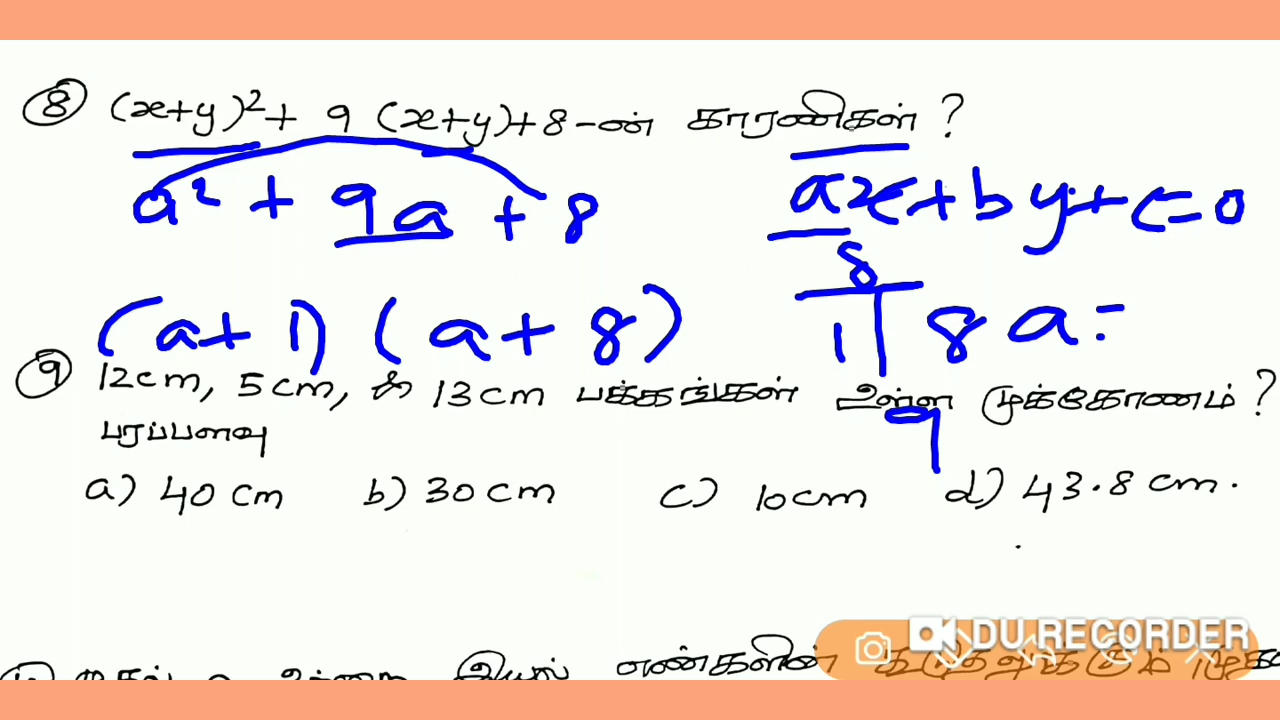 ⑧ (x+y)² + 9 (x+y)+8-ன் காரணிகள் ?
a² + 9a + 8 ax+by+c=0
8
(a+1) (a+8) 1 8 a=
⑨ 12cm, 5cm, & 13cm பக்கங்கள் உள்ள முக்கோணம் ?
9
பரப்பளவு
a) 40 cm b) 30 cm c) 10cm d) 43.8 cm.
எண்களின்
DU RECORDER